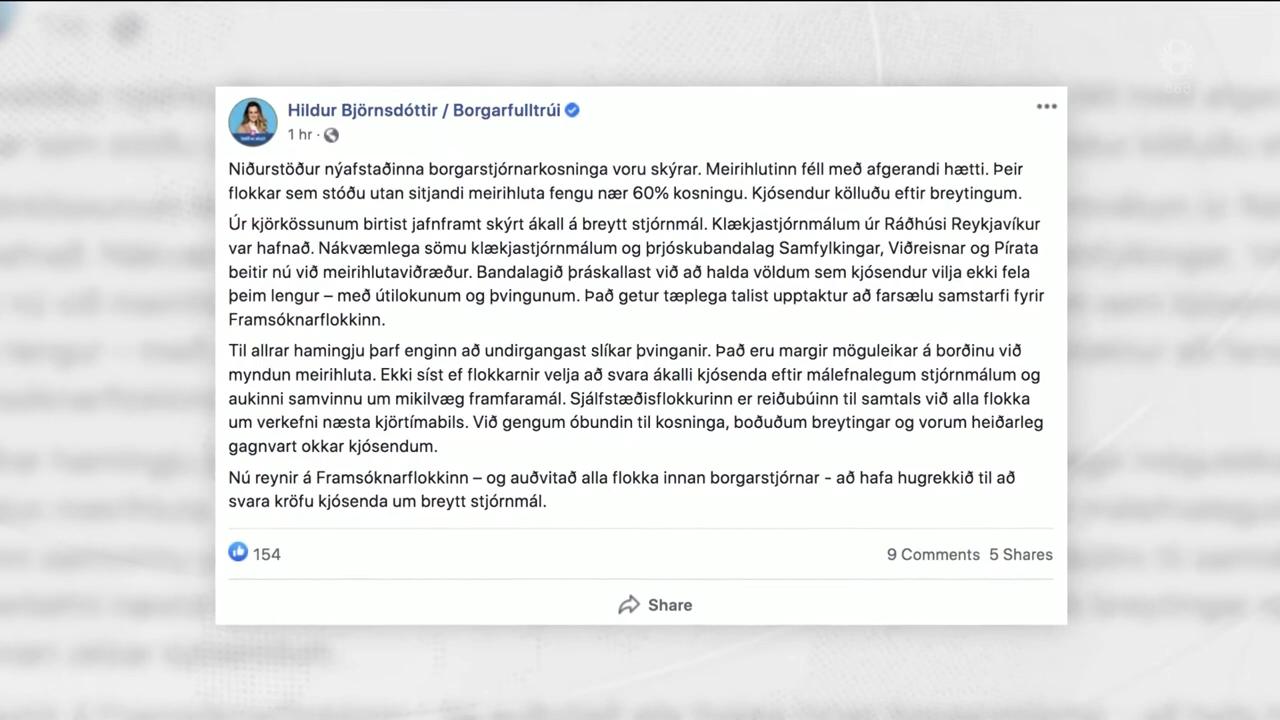 Hildur Björnsdóttir / Borgarfulltrúi
1 hr ·
Niðurstöður nýafstaðinna borgarstjórnarkosninga voru skýrar. Meirihlutinn féll með afgerandi hætti. Þeir
flokkar sem stóðu utan sitjandi meirihluta fengu nær 60% kosningu. Kjósendur kölluðu eftir breytingum.
Úr kjörkössunum birtist jafnframt skýrt ákall á breytt stjórnmál. Klækjastjórnmálum úr Ráðhúsi Reykjavíkur
var hafnað. Nákvæmlega sömu klækjastjórnmálum og þrjóskubandalag Samfylkingar, Viðreisnar og Pírata
beitir nú við meirihlutaviðræður. Bandalagið þráskallast við að halda völdum sem kjósendur vilja ekki fela
þeim lengur – með útilokunum og þvingunum. Það getur tæplega talist upptaktur að farsælu samstarfi fyrir
Framsóknarflokkinn.
Til allrar hamingju þarf enginn að undirgangast slíkar þvinganir. Það eru margir möguleikar á borðinu við
myndun meirihluta. Ekki síst ef flokkarnir velja að svara ákalli kjósenda eftir málefnalegum stjórnmálum og
aukinni samvinnu um mikilvæg framfaramál. Sjálfstæðisflokkurinn er reiðubúinn til samtals við alla flokka
um verkefni næsta kjörtímabils. Við gengum óbundin til kosninga, boðuðum breytingar og vorum heiðarleg
gagnvart okkar kjósendum.
Nú reynir á Framsóknarflokkinn – og auðvitað alla flokka innan borgarstjórnar - að hafa hugrekkið til að
svara kröfu kjósenda um breytt stjórnmál.
154
9 Comments 5 Shares
Share